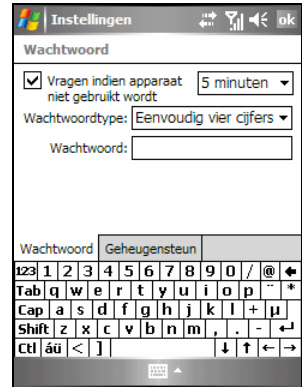 Instellingen ok
Wachtwoord
Vragen indien apparaat
niet gebruikt wordt
5 minuten
Wachtwoordtype: Eenvoudig vier cijfers
Wachtwoord:
Wachtwoord Geheugensteun
123 1 2 3 4 5 6 7 8 9 0 / @
Tab q w e r t y u i o p ¨ *
Cap a s d f g h j k l + µ
Shift z x c v b n m , . - ↵
Ctl áü < ] ↓ ↑ ← →